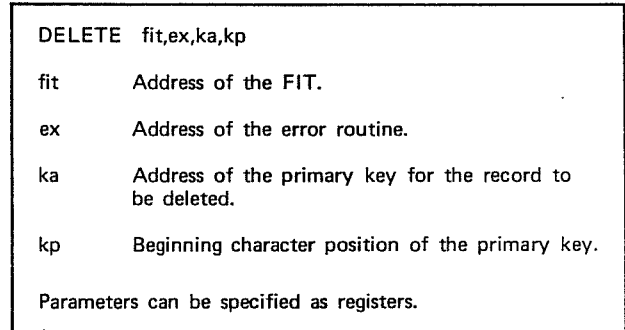 DELETE fit,ex,ka,kp
fit Address of the FIT.
ex Address of the error routine.
ka Address of the primary key for the record to
be deleted.
kp Beginning character position of the primary key.
Parameters can be specified as registers.